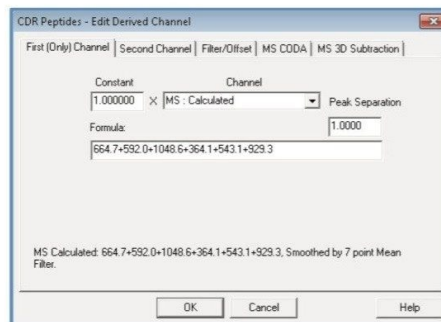 CDR Peptides - Edit Derived Channel
First (Only) Channel Second Channel Filter/Offset MS CODA MS 3D Subtraction
Constant Channel
1.000000 × MS : Calculated Peak Separation
Formula: 1.0000
664.7+592.0+1048.6+364.1+543.1+929.3
MS Calculated: 664.7+592.0+1048.6+364.1+543.1+929.3, Smoothed by 7 point Mean
Filter.
OK Cancel Help